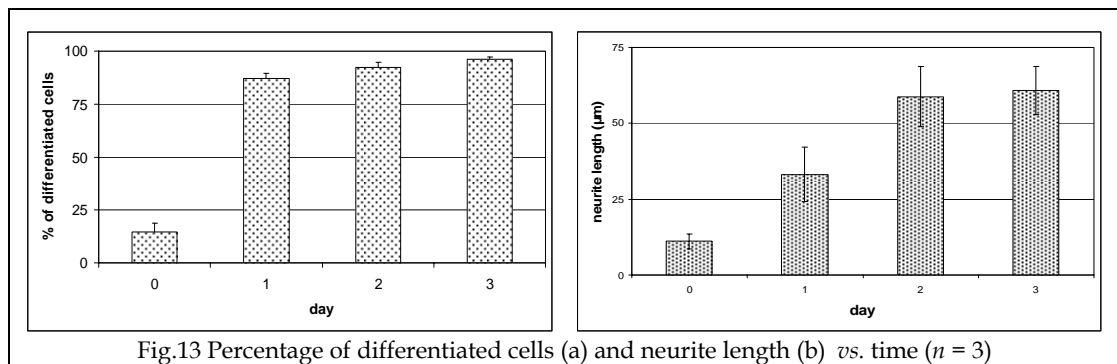 % of differentiated cells
100
75
50
25
0
0 1 2 3
day
neurite length (µm)
75
50
25
0
0 1 2 3
day
Fig.13 Percentage of differentiated cells (a) and neurite length (b) vs. time (n = 3)